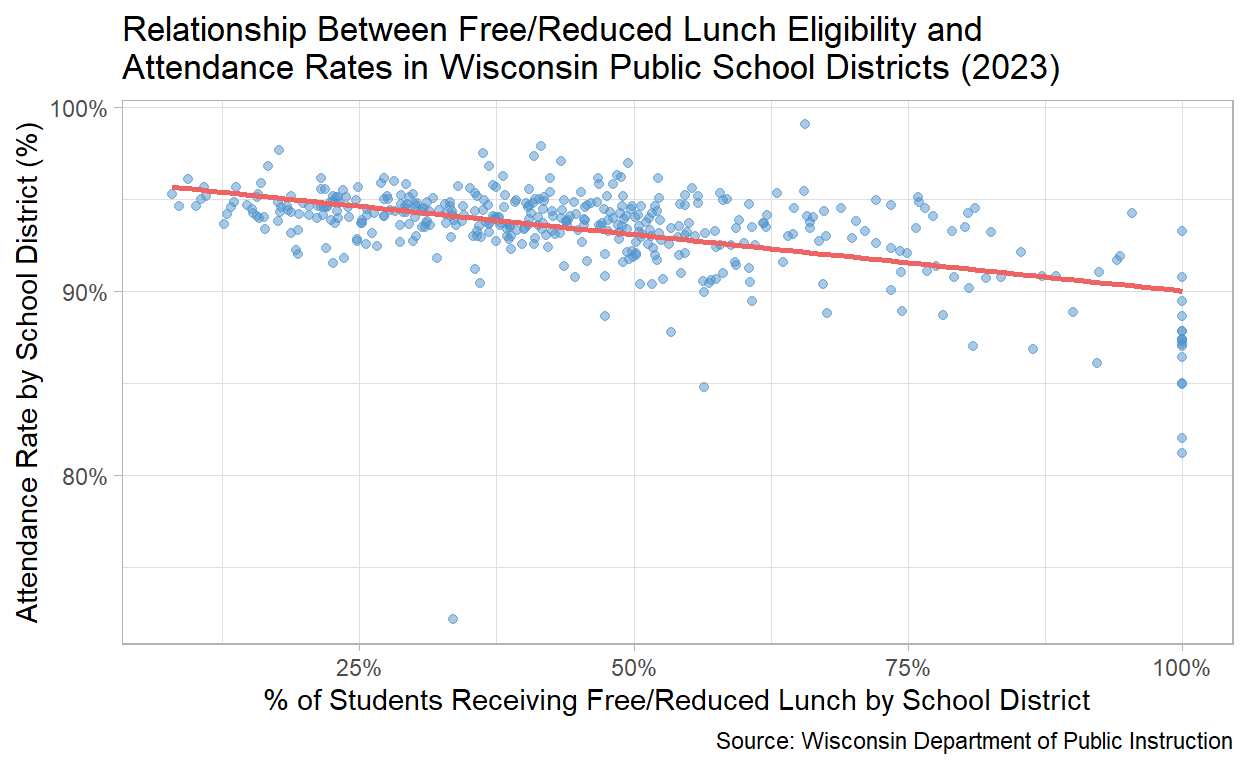 Relationship Between Free/Reduced Lunch Eligibility and
Attendance Rates in Wisconsin Public School Districts (2023)
Attendance Rate by School District (%)
100%
90%
80%
25%
50%
75%
100%
% of Students Receiving Free/Reduced Lunch by School District
Source: Wisconsin Department of Public Instruction